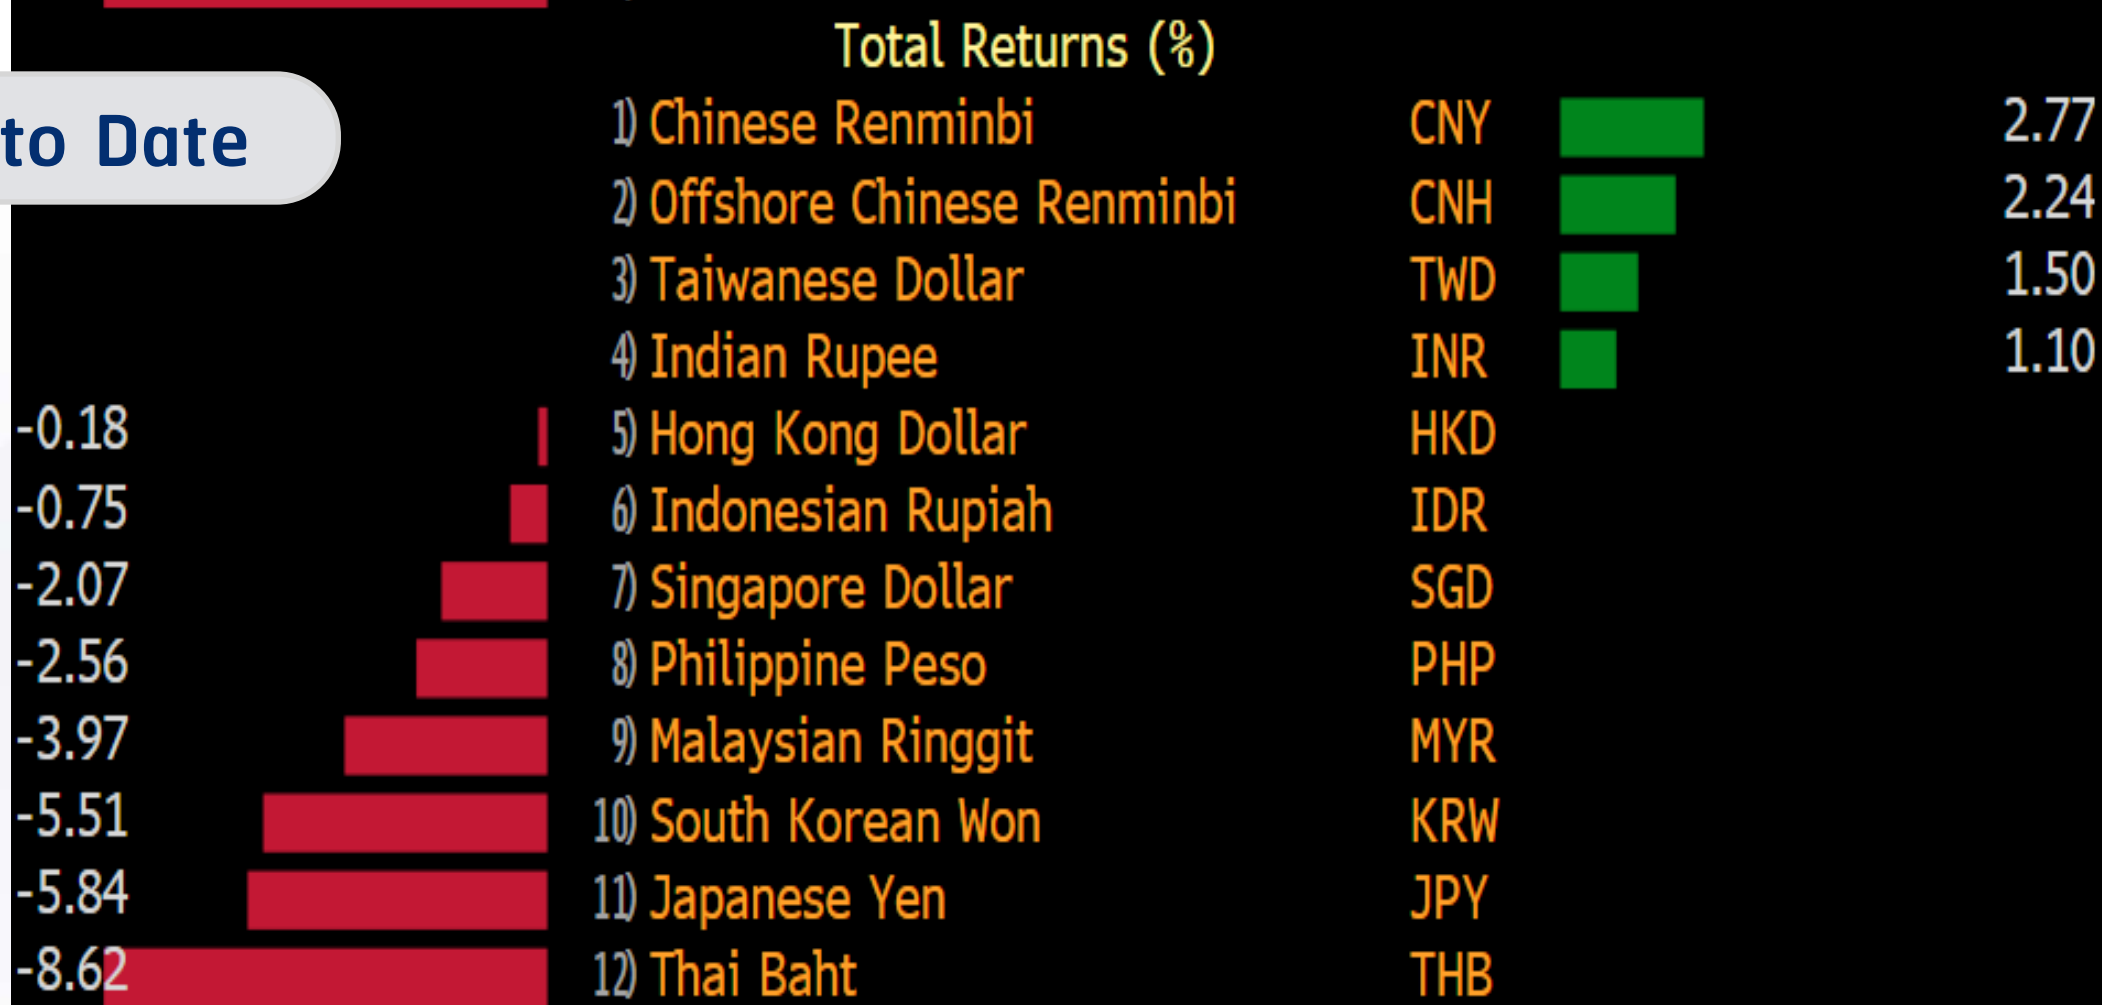 Total Returns (%)
to Date
1) Chinese Renminbi CNY 2.77
2) Offshore Chinese Renminbi CNH 2.24
3) Taiwanese Dollar TWD 1.50
4) Indian Rupee INR 1.10
-0.18 5) Hong Kong Dollar HKD
-0.75 6) Indonesian Rupiah IDR
-2.07 7) Singapore Dollar SGD
-2.56 8) Philippine Peso PHP
-3.97 9) Malaysian Ringgit MYR
-5.51 10) South Korean Won KRW
-5.84 11) Japanese Yen JPY
-8.62 12) Thai Baht THB